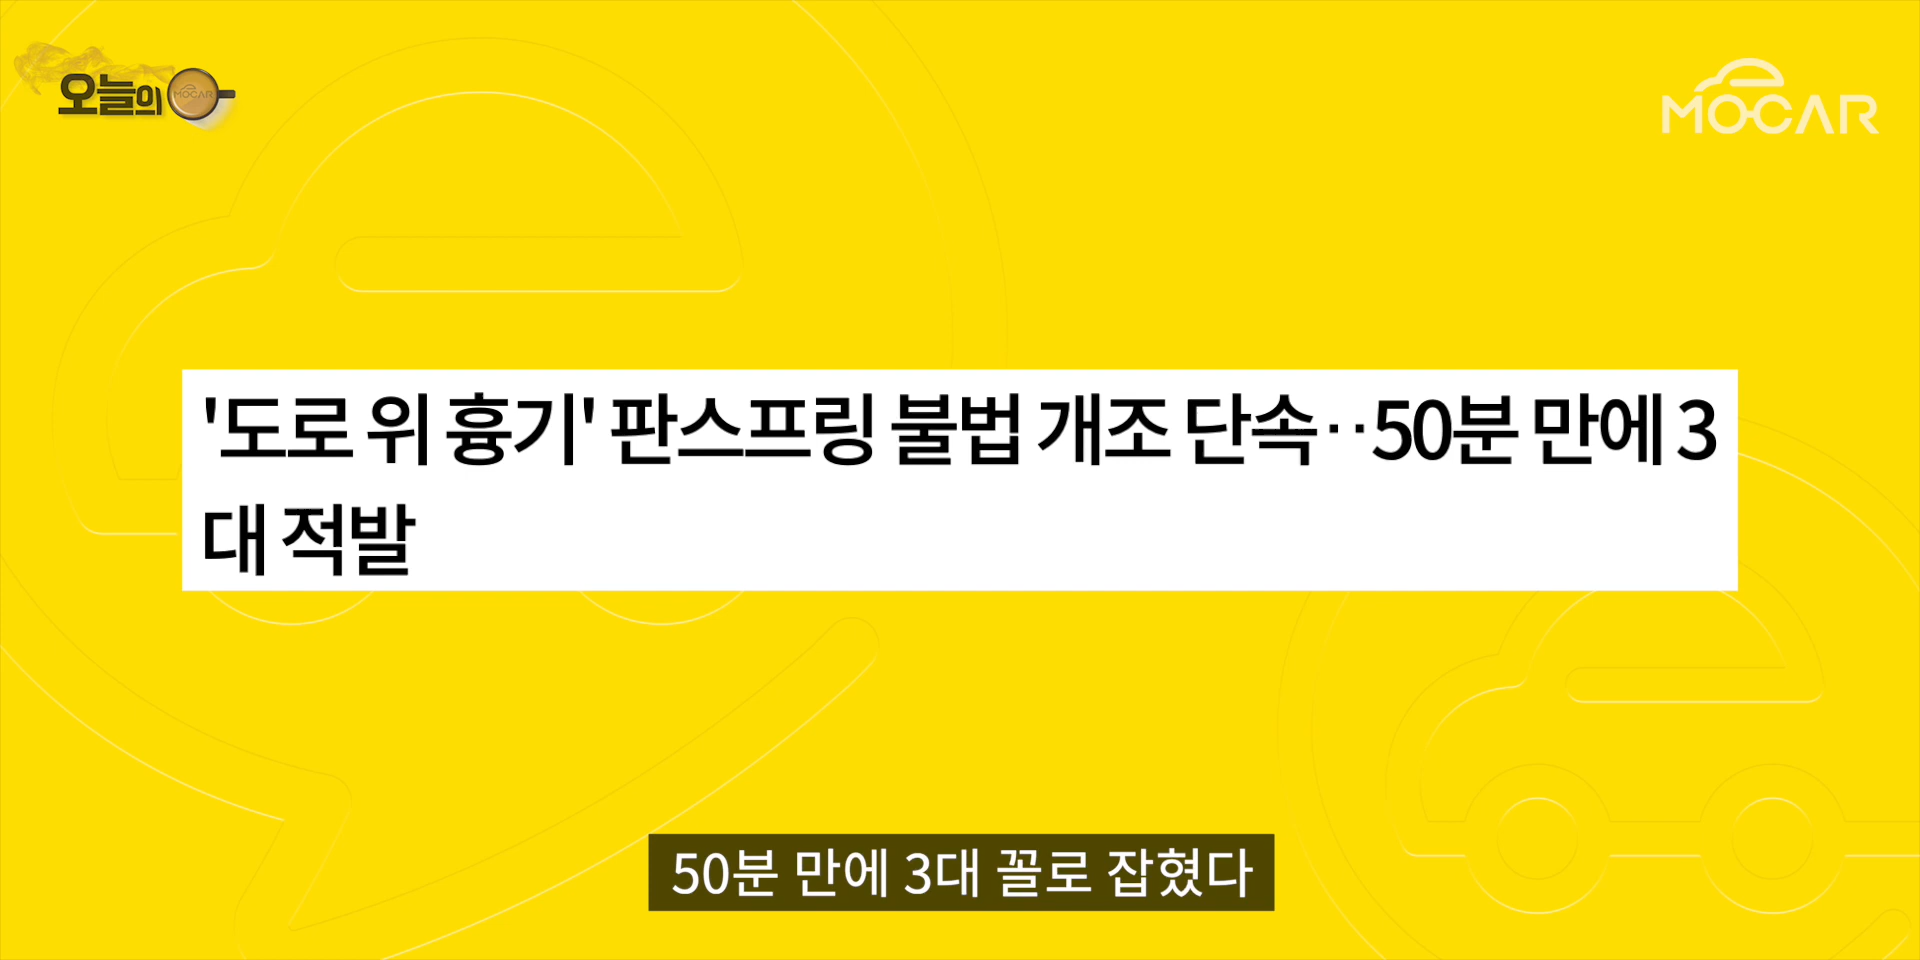 오늘의 MOCAR
MOCAR
'도로 위 흉기' 판스프링 불법 개조 단속‥50분 만에 3
대 적발
50분 만에 3대 꼴로 잡혔다